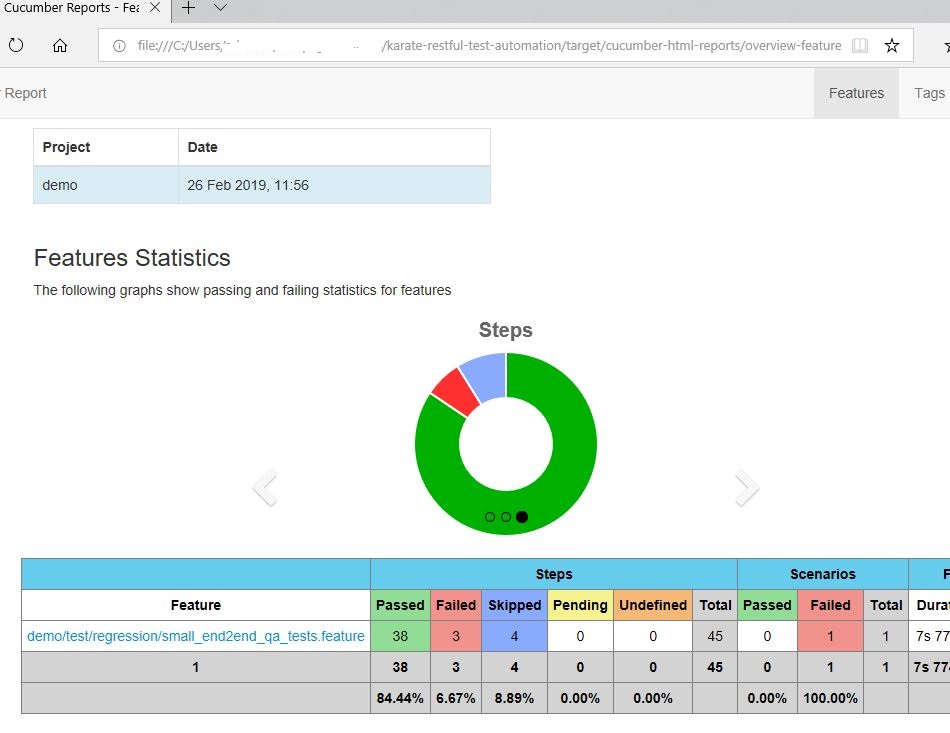 Cucumber Reports - Fea
file:///C:/Users/ /karate-restful-test-automation/target/cucumber-html-reports/overview-feature
Report Features Tags
Project Date
demo 26 Feb 2019, 11:56
Features Statistics
The following graphs show passing and failing statistics for features
Steps
Steps Scenarios F
Feature Passed Failed Skipped Pending Undefined Total Passed Failed Total Durat
demo/test/regression/small_end2end_qa_tests.feature 38 3 4 0 0 45 0 1 1 7s 77
1 38 3 4 0 0 45 0 1 1 7s 774
84.44% 6.67% 8.89% 0.00% 0.00% 0.00% 100.00%